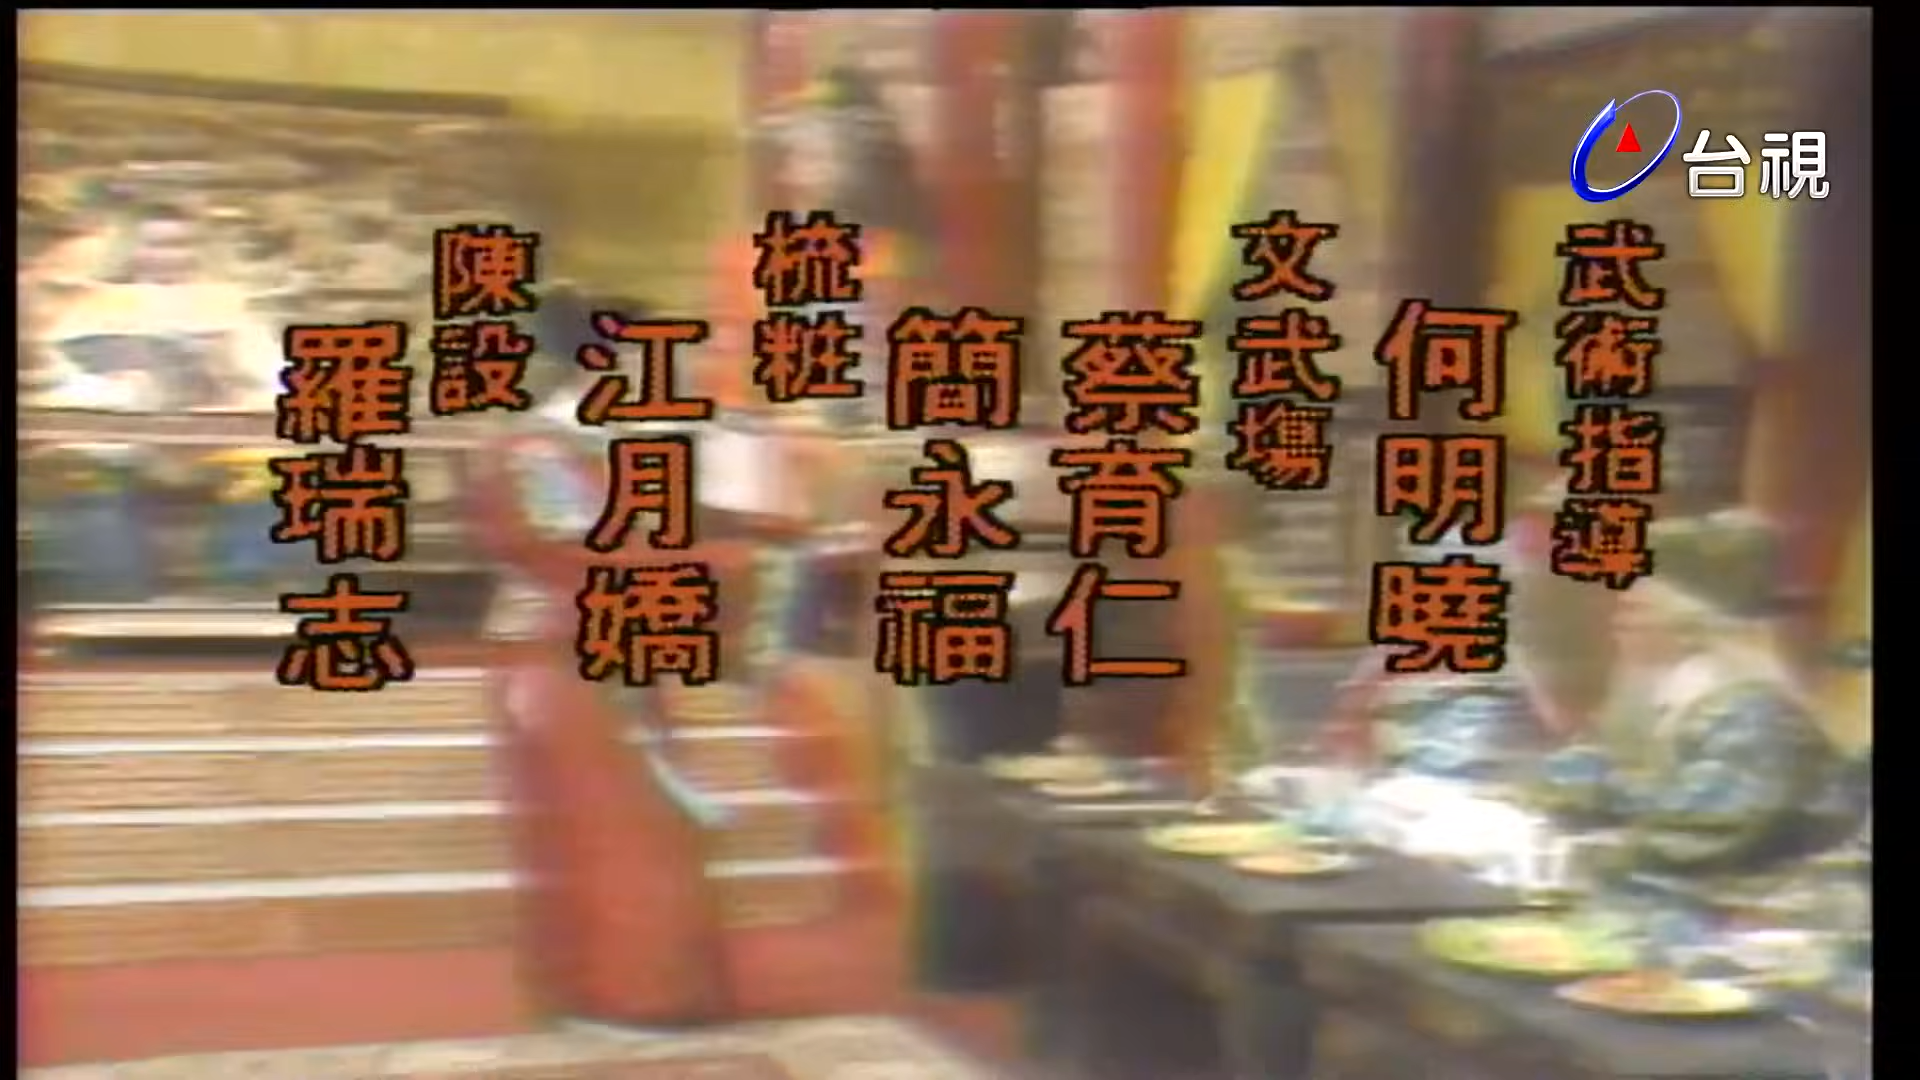 台視
武術指導
何明曉
文武場
蔡育仁
簡永福
梳粧
江月嬌
陳設
羅瑞志